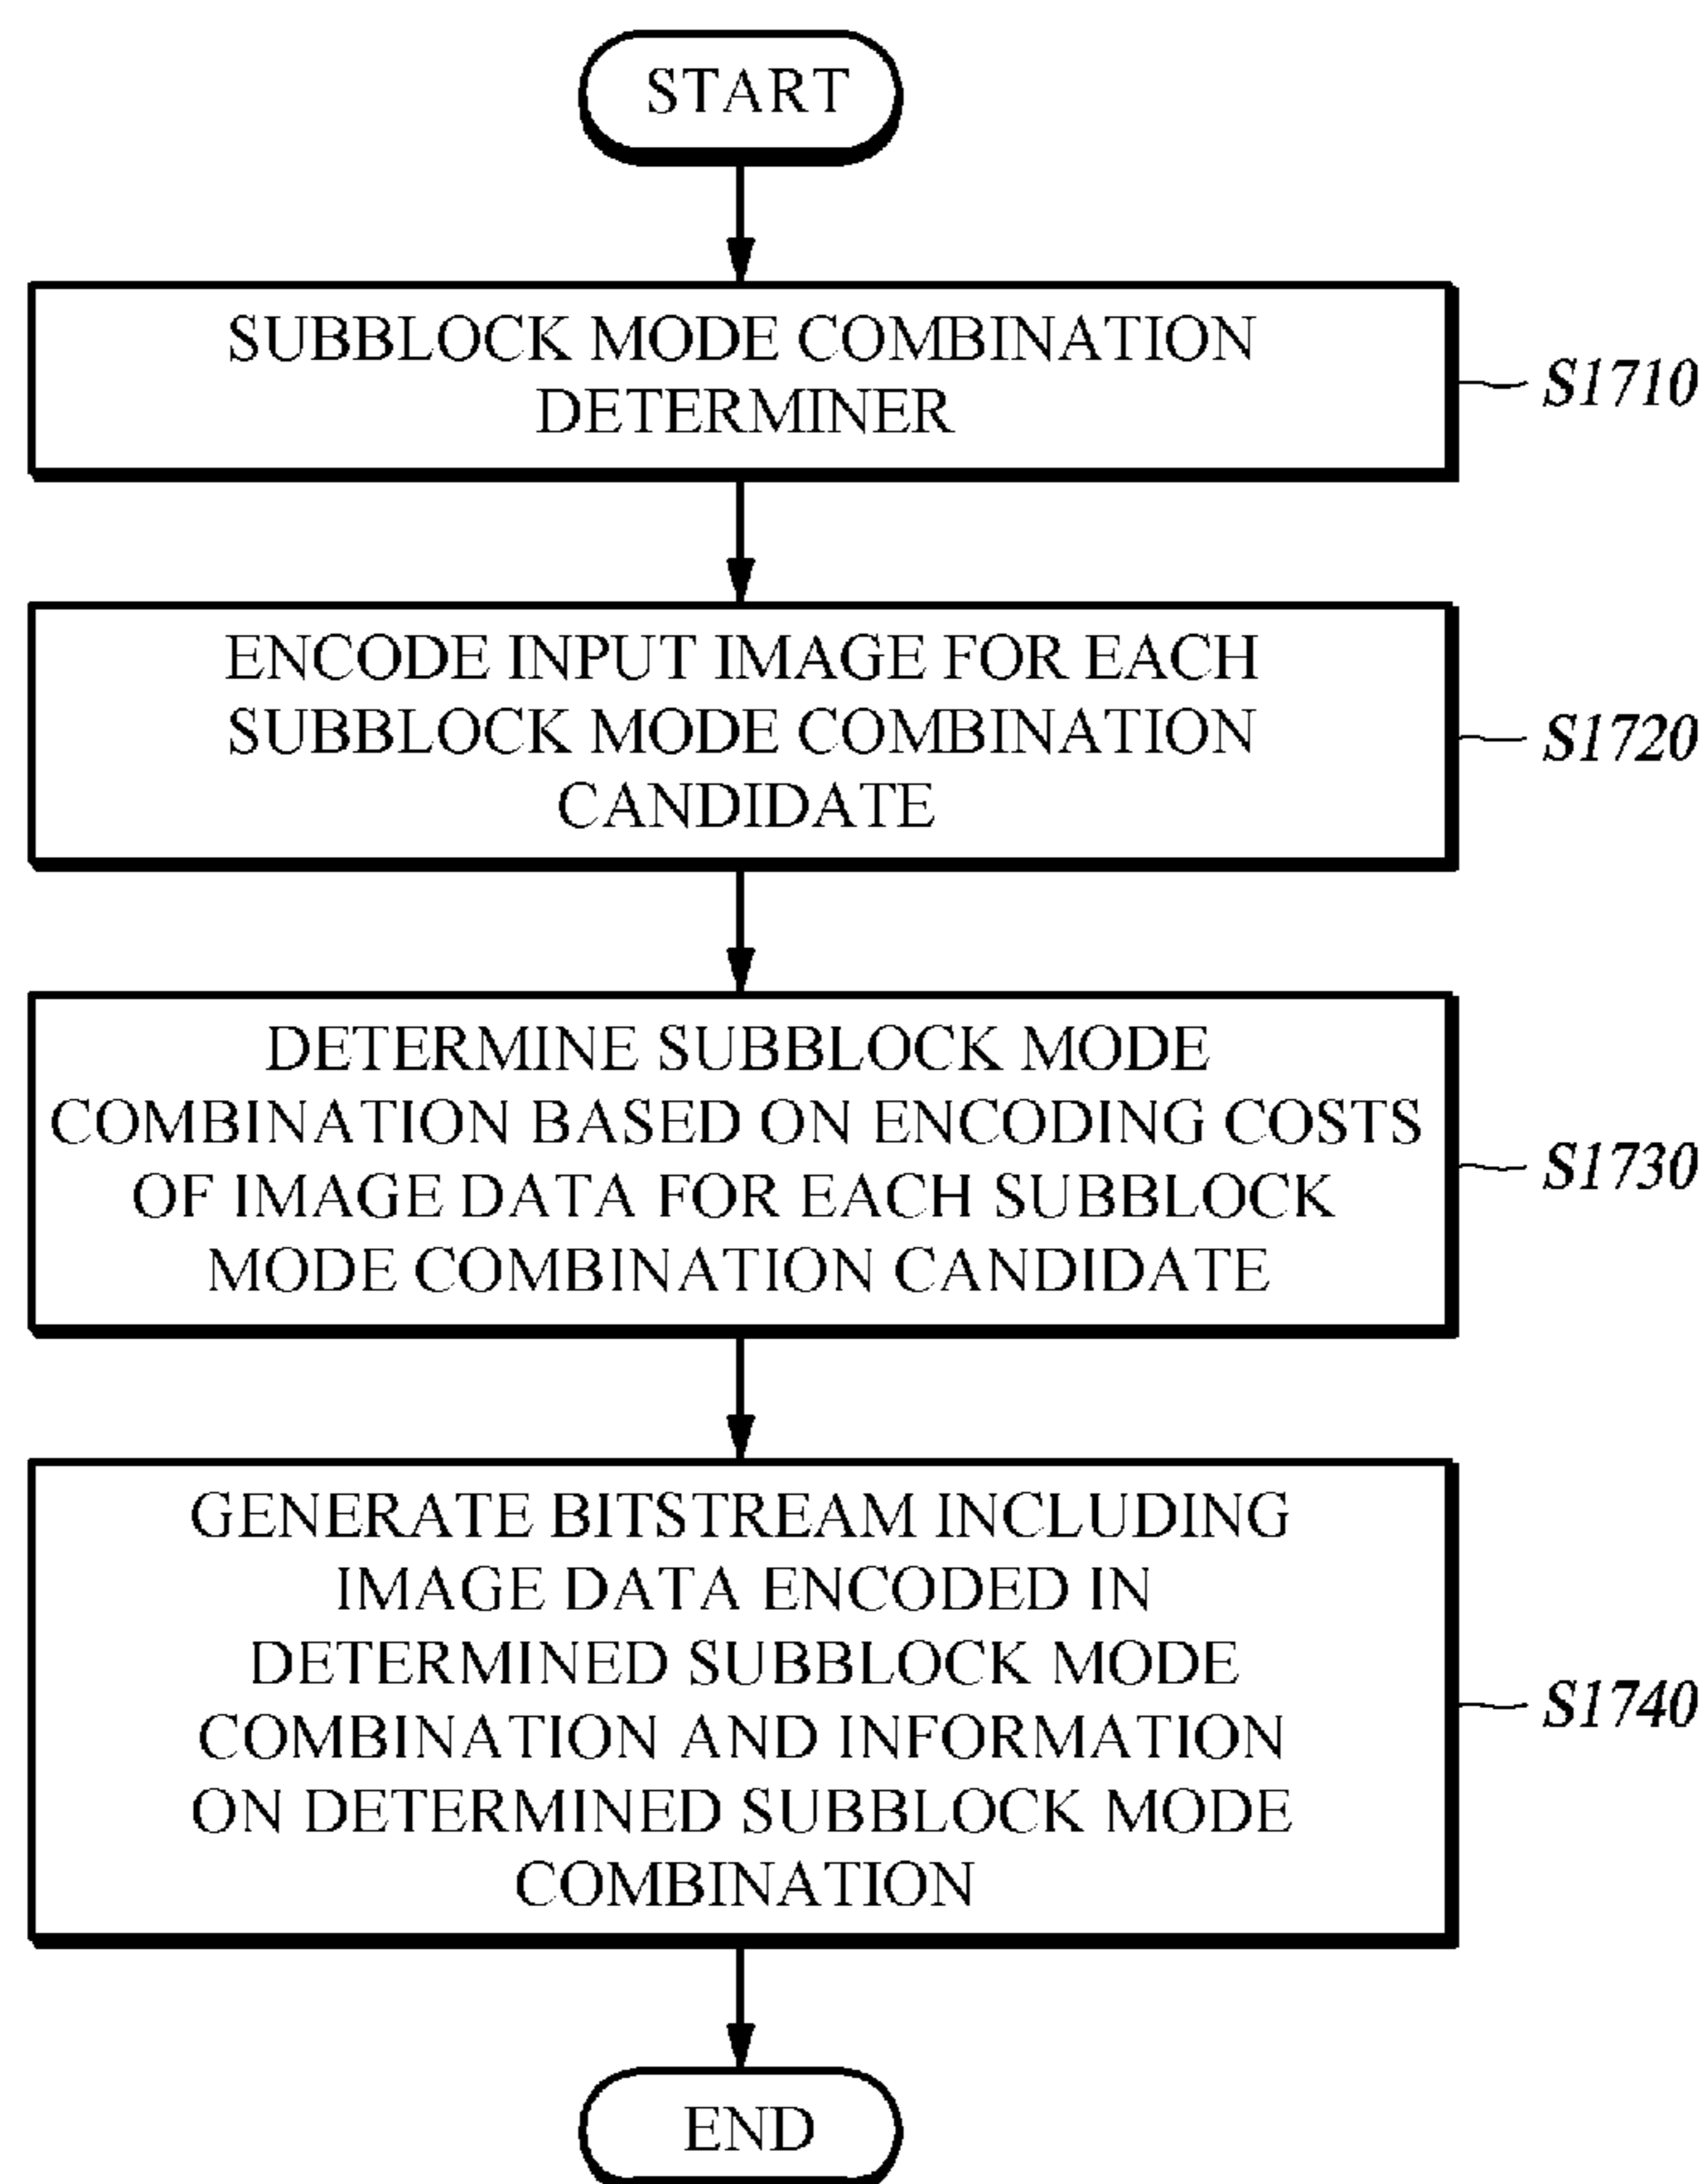 START
SUBBLOCK MODE COMBINATION
DETERMINER
S1710
ENCODE INPUT IMAGE FOR EACH
SUBBLOCK MODE COMBINATION
CANDIDATE
S1720
DETERMINE SUBBLOCK MODE
COMBINATION BASED ON ENCODING COSTS
OF IMAGE DATA FOR EACH SUBBLOCK
MODE COMBINATION CANDIDATE
S1730
GENERATE BITSTREAM INCLUDING
IMAGE DATA ENCODED IN
DETERMINED SUBBLOCK MODE
COMBINATION AND INFORMATION
ON DETERMINED SUBBLOCK MODE
COMBINATION
S1740
END